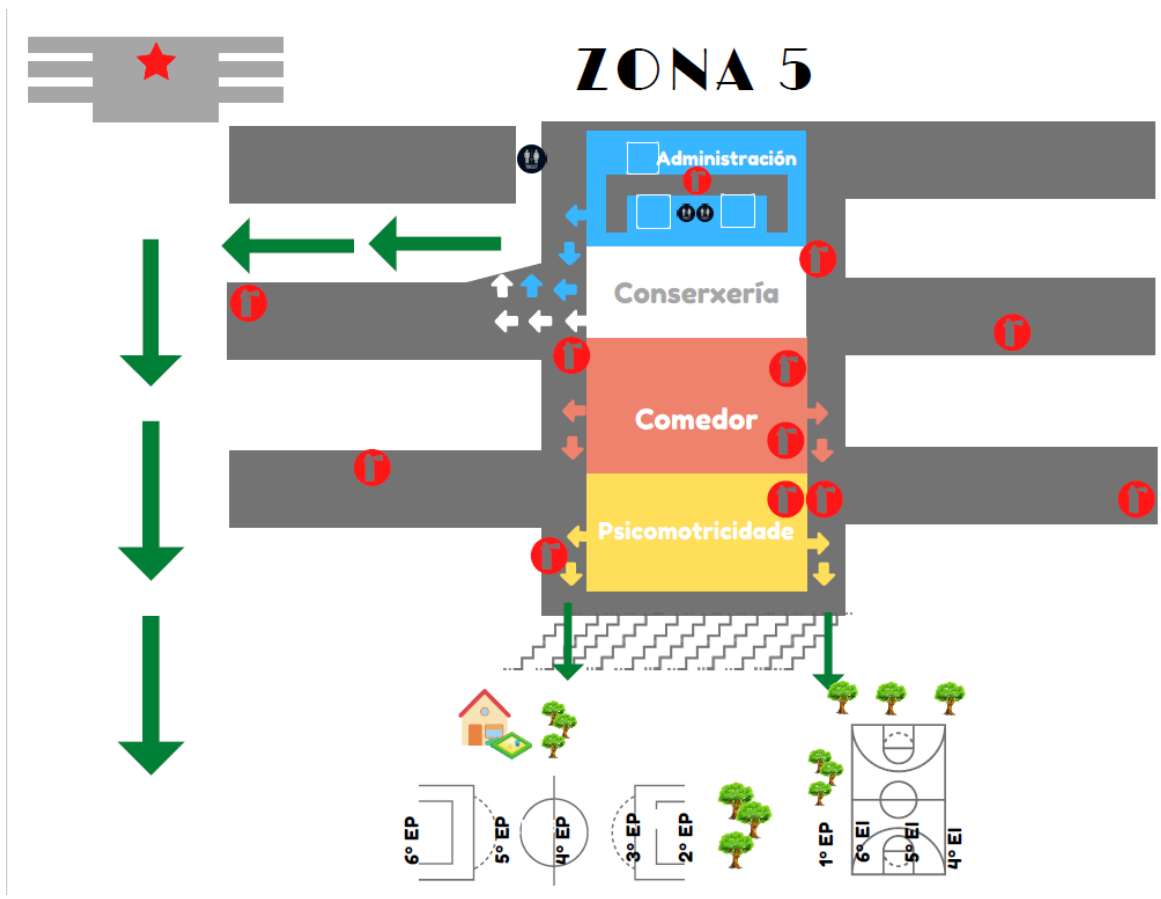 ZONA 5
Administración
Conserxería
Comedor
Psicomotricidade
6º EP
5º EP
4º EP
3º EP
2º EP
1º EP
6º EI
5º EI
4º EI